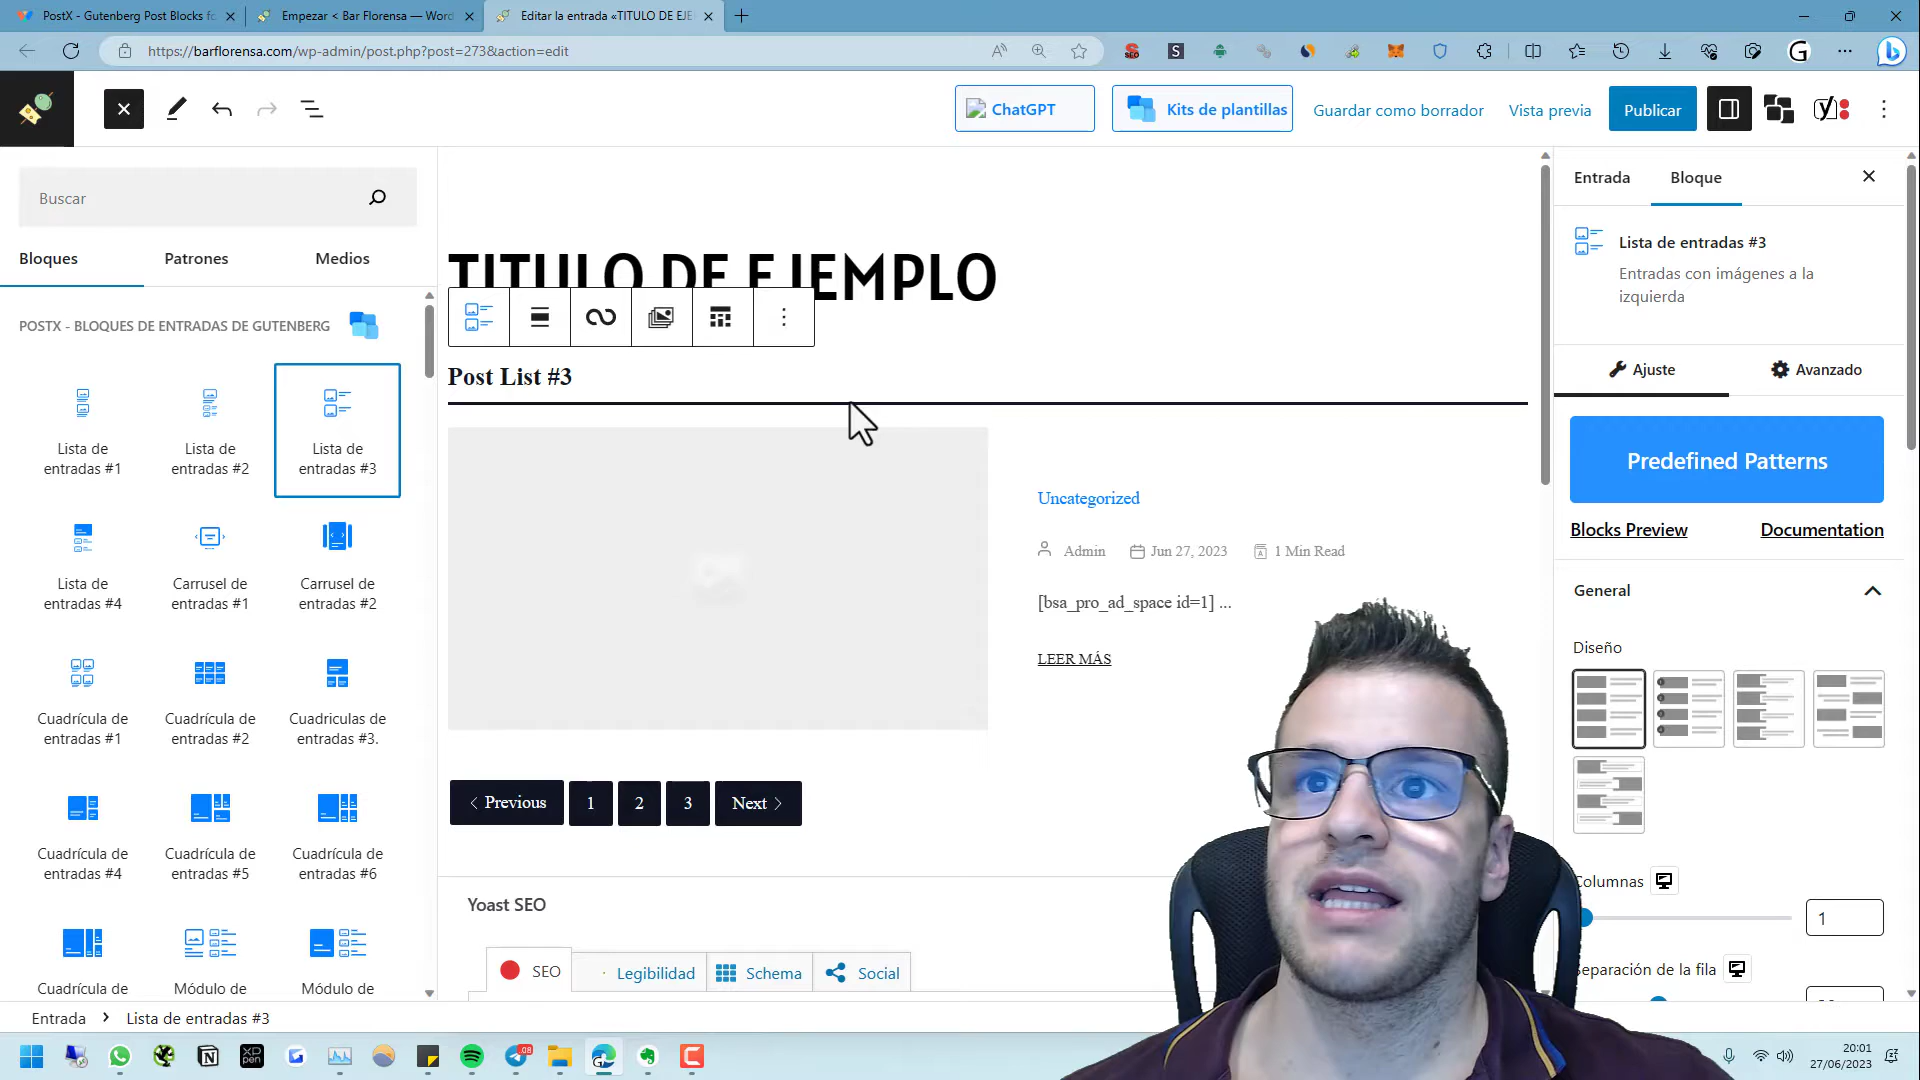 PostX - Gutenberg Post Blocks fo
Empezar < Bar Florensa — Word
Editar la entrada «TITULO DE EJE
https://barflorensa.com/wp-admin/post.php?post=273&action=edit
ChatGPT
Kits de plantillas
Guardar como borrador
Vista previa
Publicar
Buscar
Bloques
Patrones
Medios
POSTX - BLOQUES DE ENTRADAS DE GUTENBERG
Lista de
entradas #1
Lista de
entradas #2
Lista de
entradas #3
Lista de
entradas #4
Carrusel de
entradas #1
Carrusel de
entradas #2
Cuadrícula de
entradas #1
Cuadrícula de
entradas #2
Cuadriculas de
entradas #3.
Cuadrícula de
entradas #4
Cuadrícula de
entradas #5
Cuadrícula de
entradas #6
Cuadrícula de
Módulo de
Módulo de
TITULO DE EJEMPLO
Post List #3
Uncategorized
Admin
Jun 27, 2023
1 Min Read
[bsa_pro_ad_space id=1] ...
LEER MÁS
Previous
1
2
3
Next
Yoast SEO
SEO
Legibilidad
Schema
Social
Entrada
Bloque
Lista de entradas #3
Entradas con imágenes a la
izquierda
Ajuste
Avanzado
Predefined Patterns
Blocks Preview
Documentation
General
Diseño
Columnas
1
Separación de la fila
Entrada
Lista de entradas #3
20:01
27/06/2023